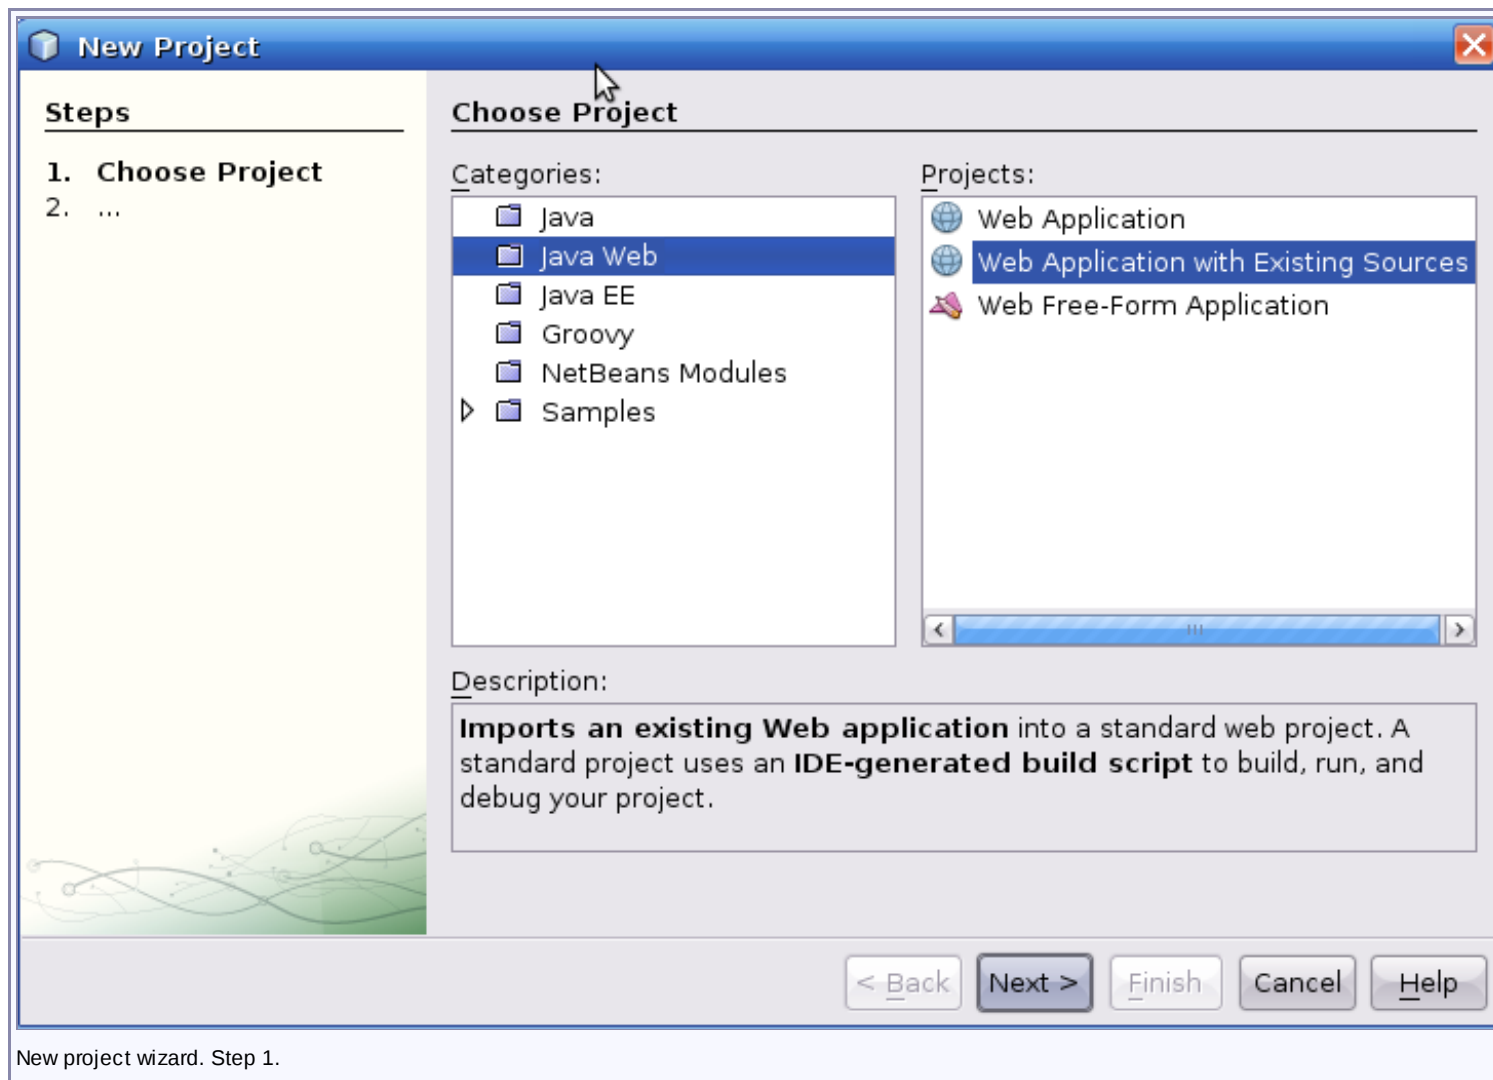 New Project
Steps
1. Choose Project
2. ...
Choose Project
Categories:
Java
Java Web
Java EE
Groovy
NetBeans Modules
Samples
Projects:
Web Application
Web Application with Existing Sources
Web Free-Form Application
Description:
Imports an existing Web application into a standard web project. A
standard project uses an IDE-generated build script to build, run, and
debug your project.
< Back
Next >
Finish
Cancel
Help
New project wizard. Step 1.